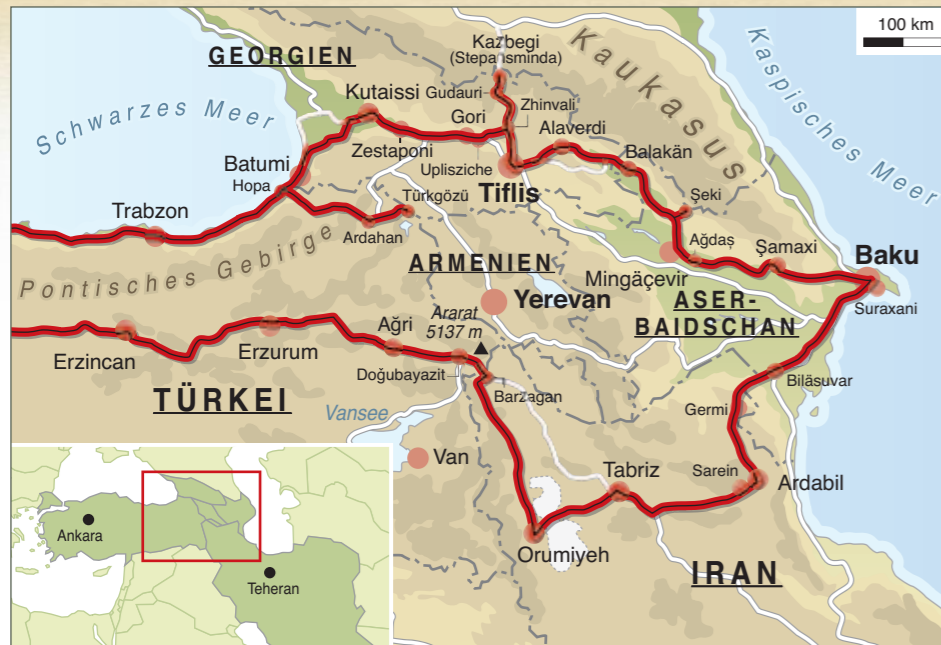 100 km
Kazbegi
(Stepansminda)
GEORGIEN
Gudauri
Kaukasus
Kaspisches Meer
Schwarzes Meer
Kutaissi
Zhinvali
Gori
Alaverdi
Zestaponi
Uplisziche
Balakän
Batumi
Hopa
Tiflis
Türkgözü
Şeki
Trabzon
Ardahan
Ağdaş
Şamaxi
Baku
Pontisches Gebirge
ARMENIEN
Mingäçevir
Suraxani
Yerevan
ASER-
BAIDSCHAN
Ararat
5137 m
Ağri
Erzincan
Erzurum
Doğubayazit
Biläsuvar
TÜRKEI
Barzagan
Germi
Vansee
Van
Tabriz
Sarein
Ardabil
Orumiyeh
IRAN
Ankara
Teheran